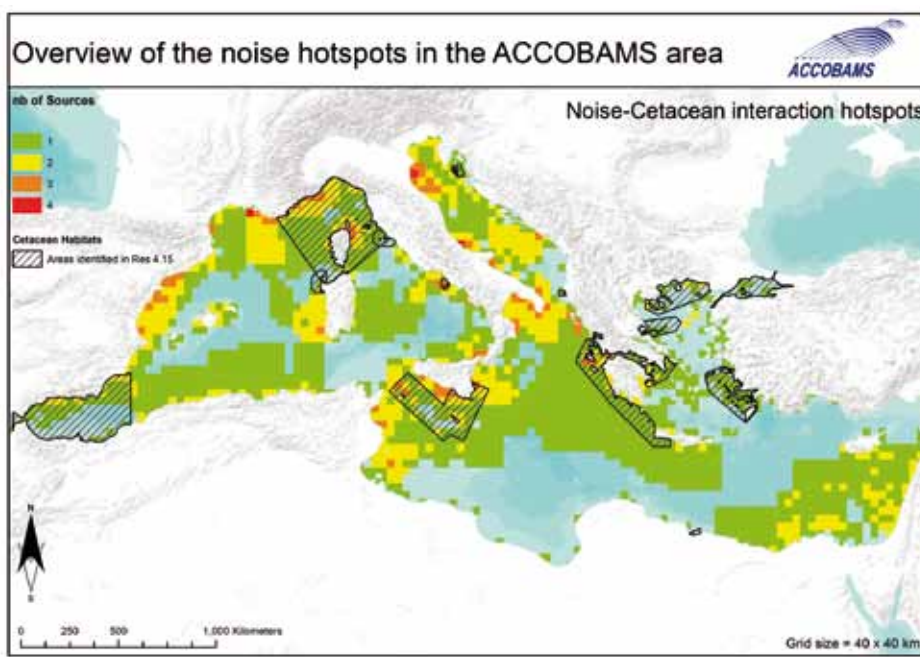 Overview of the noise hotspots in the ACCOBAMS area
ACCOBAMS
nb of Sources
Noise-Cetacean interaction hotspots
1
2
3
4
Cetacean Habitats
Areas identified in Res 4.15
N
S
0 250 500 1,000 Kilometers
Grid size = 40 x 40 km